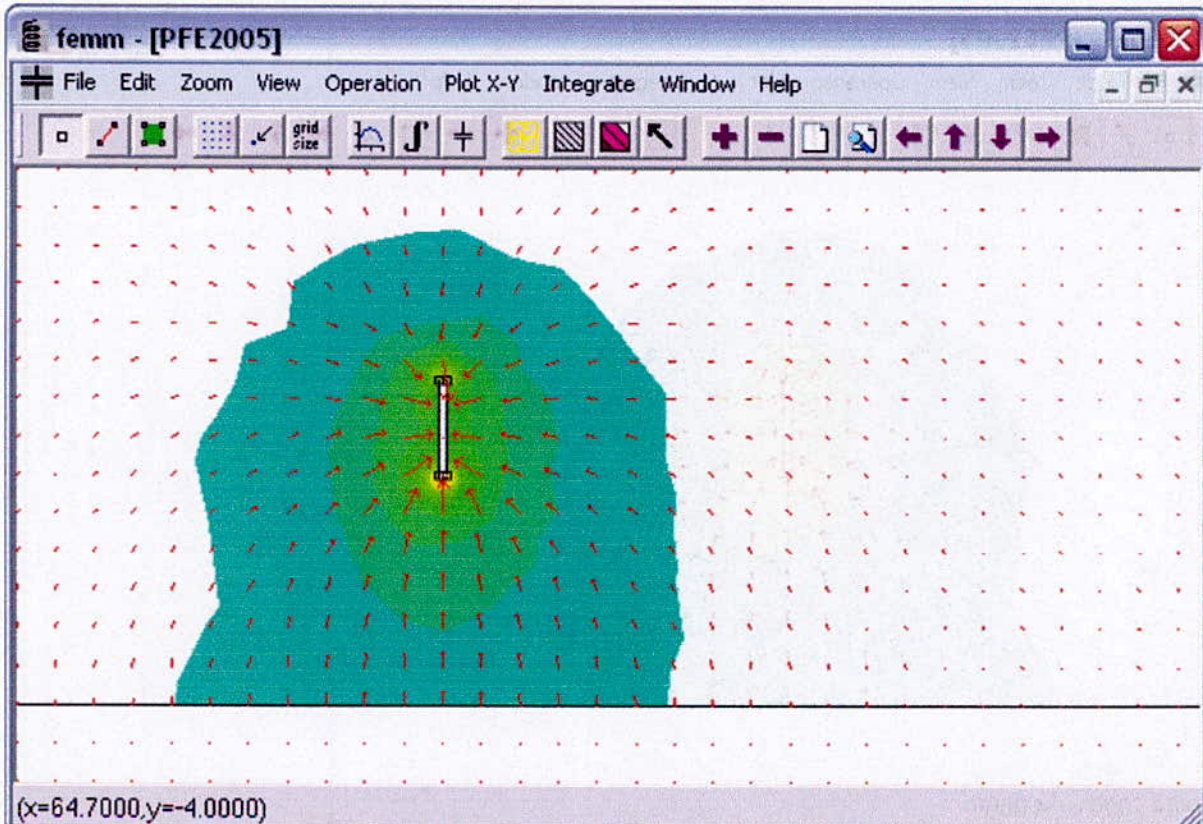 femm - [PFE2005]
File Edit Zoom View Operation Plot X-Y Integrate Window Help
grid
size
(x=64.7000,y=-4.0000)